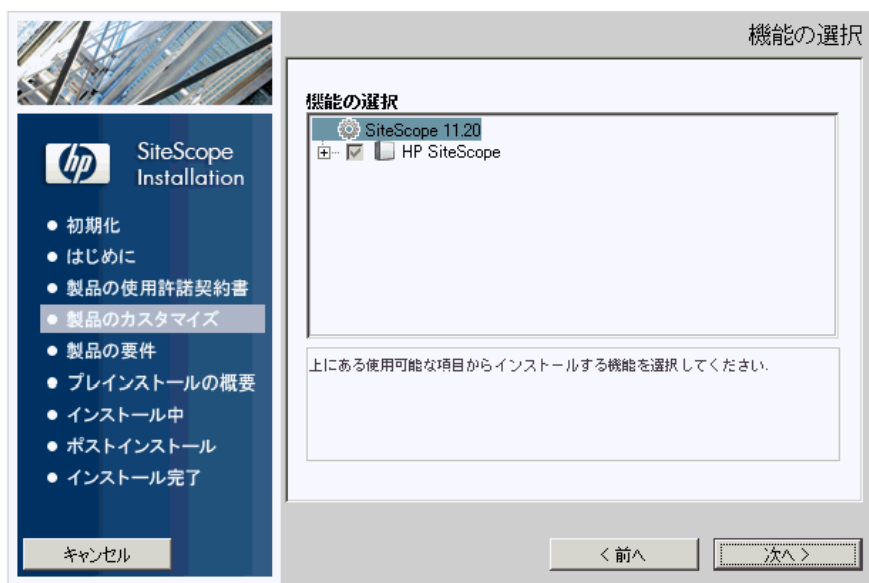 機能の選択
hp
SiteScope
Installation
初期化
はじめに
製品の使用許諾契約書
製品のカスタマイズ
製品の要件
プレインストールの概要
インストール中
ポストインストール
インストール完了
キャンセル
機能の選択
SiteScope 11.20
HP SiteScope
上にある使用可能な項目からインストールする機能を選択してください.
< 前へ
次へ >